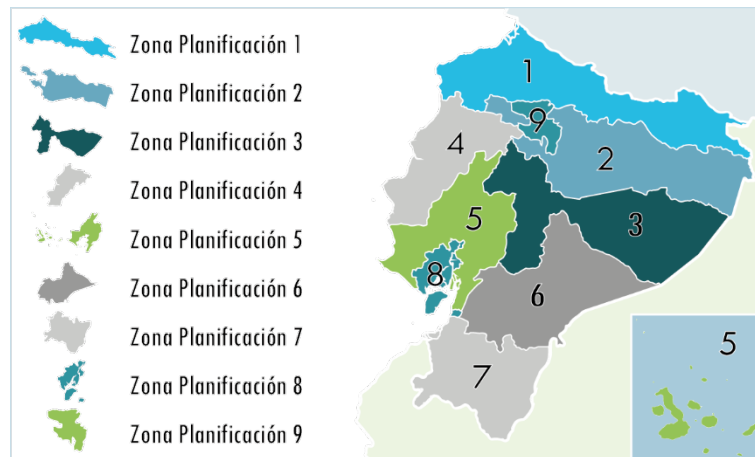 Zona Planificación 1
Zona Planificación 2
Zona Planificación 3
Zona Planificación 4
Zona Planificación 5
Zona Planificación 6
Zona Planificación 7
Zona Planificación 8
Zona Planificación 9
1
9
4
2
5
3
8
6
5
7